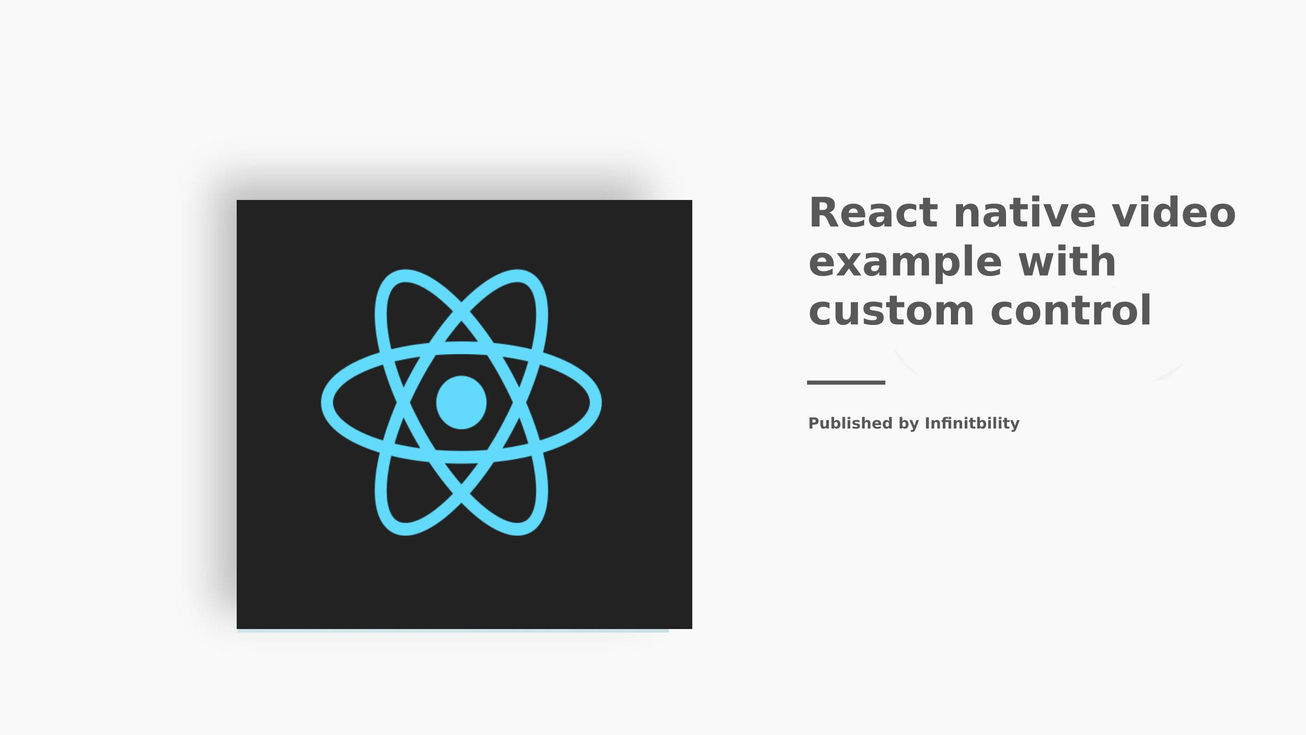 React native video
example with
custom control
Published by Infinitbility